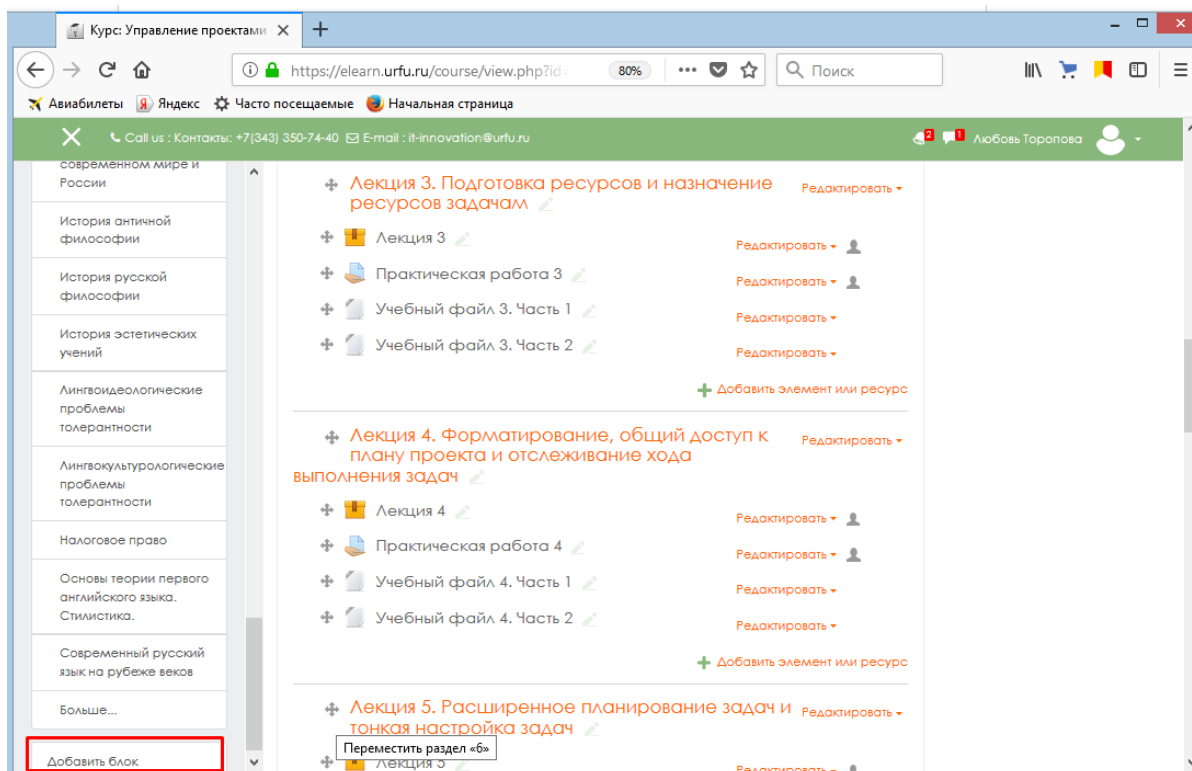 Курс: Управление проектами
https://elearn.urfu.ru/course/view.php?id=
80%
Поиск
Авиабилеты Яндекс Часто посещаемые Начальная страница
Call us : Контакты: +7(343) 350-74-40 E-mail : it-innovation@urfu.ru
2 1 Любовь Торопова
современном мире и
России
История античной
философии
История русской
философии
История эстетических
учений
Лингвоидеологические
проблемы
толерантности
Лингвокультурологические
проблемы
толерантности
Налоговое право
Основы теории первого
английского языка.
Стилистика.
Современный русский
язык на рубеже веков
Больше...
Добавить блок
Лекция 3. Подготовка ресурсов и назначение
ресурсов задачам
Редактировать
Лекция 3
Редактировать
Практическая работа 3
Редактировать
Учебный файл 3. Часть 1
Редактировать
Учебный файл 3. Часть 2
Редактировать
Добавить элемент или ресурс
Лекция 4. Форматирование, общий доступ к
плану проекта и отслеживание хода
выполнения задач
Редактировать
Лекция 4
Редактировать
Практическая работа 4
Редактировать
Учебный файл 4. Часть 1
Редактировать
Учебный файл 4. Часть 2
Редактировать
Добавить элемент или ресурс
Лекция 5. Расширенное планирование задач и
тонкая настройка задач
Редактировать
Переместить раздел «6»
Лекция 5
Редактировать